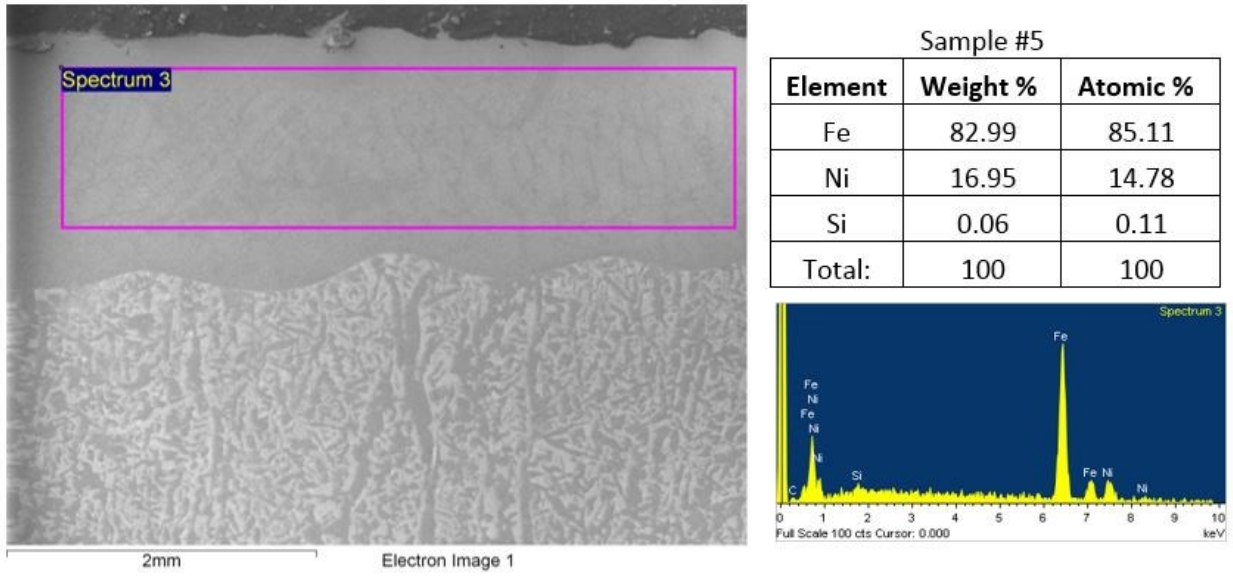 Spectrum 3
2mm
Electron Image 1
Sample #5
Element Weight % Atomic %
Fe 82.99 85.11
Ni 16.95 14.78
Si 0.06 0.11
Total: 100 100
Spectrum 3
Fe
Fe
Ni
Fe
Ni
Ni
C
Si
Fe
Ni
Ni
0 1 2 3 4 5 6 7 8 9 10
Full Scale 100 cts Cursor: 0.000 keV